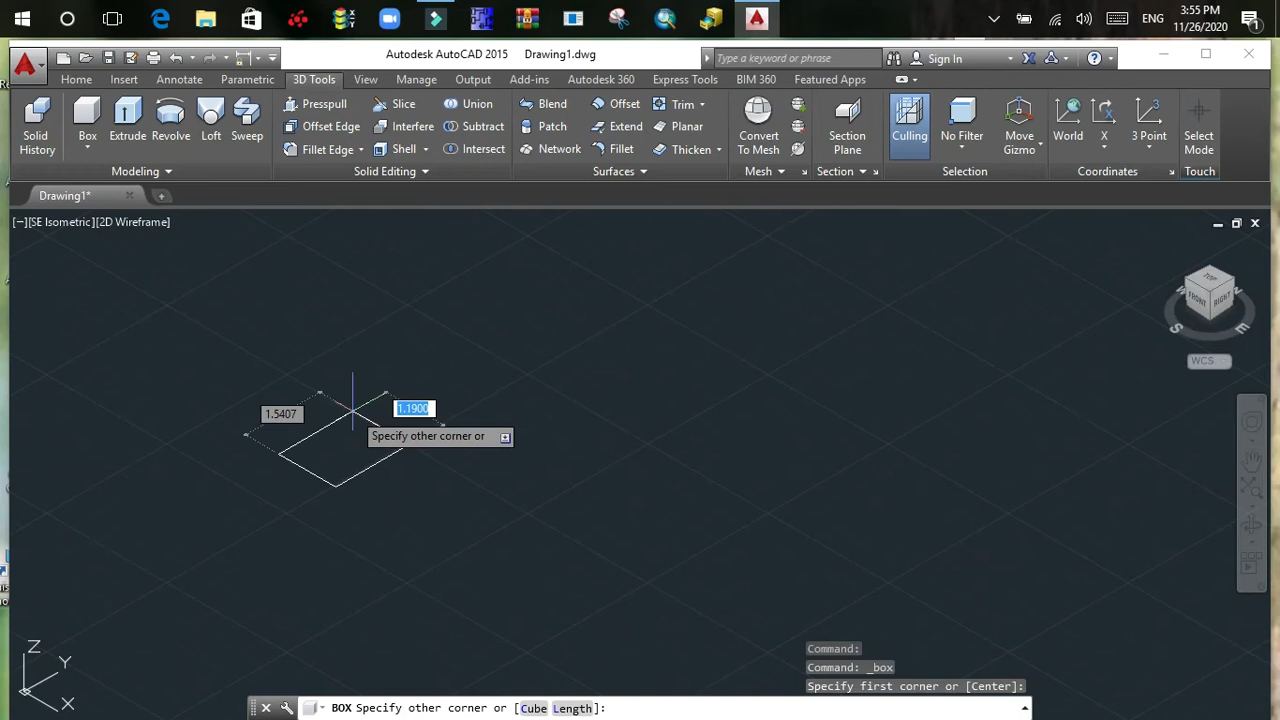 ENG
3:55 PM
11/26/2020
1
Autodesk AutoCAD 2015 Drawing1.dwg
Type a keyword or phrase
Sign In
Home Insert Annotate Parametric 3D Tools View Manage Output Add-ins Autodesk 360 Express Tools BIM 360 Featured Apps
Solid History
Box
Extrude
Revolve
Loft
Sweep
Presspull
Offset Edge
Fillet Edge
Slice
Interfere
Shell
Union
Subtract
Intersect
Blend
Patch
Network
Offset
Extend
Fillet
Trim
Planar
Thicken
Convert To Mesh
Section Plane
Culling
No Filter
Move Gizmo
World
X
3 Point
Select Mode
Modeling Solid Editing Surfaces Mesh Section Selection Coordinates Touch
Drawing1*
[−][SE Isometric][2D Wireframe]
TOP
FRONT RIGHT
W N
S E
WCS
1.5407
1.1900
Specify other corner or
Z
Y
X
Command:
Command: _box
Specify first corner or [Center]:
BOX Specify other corner or [Cube Length]: